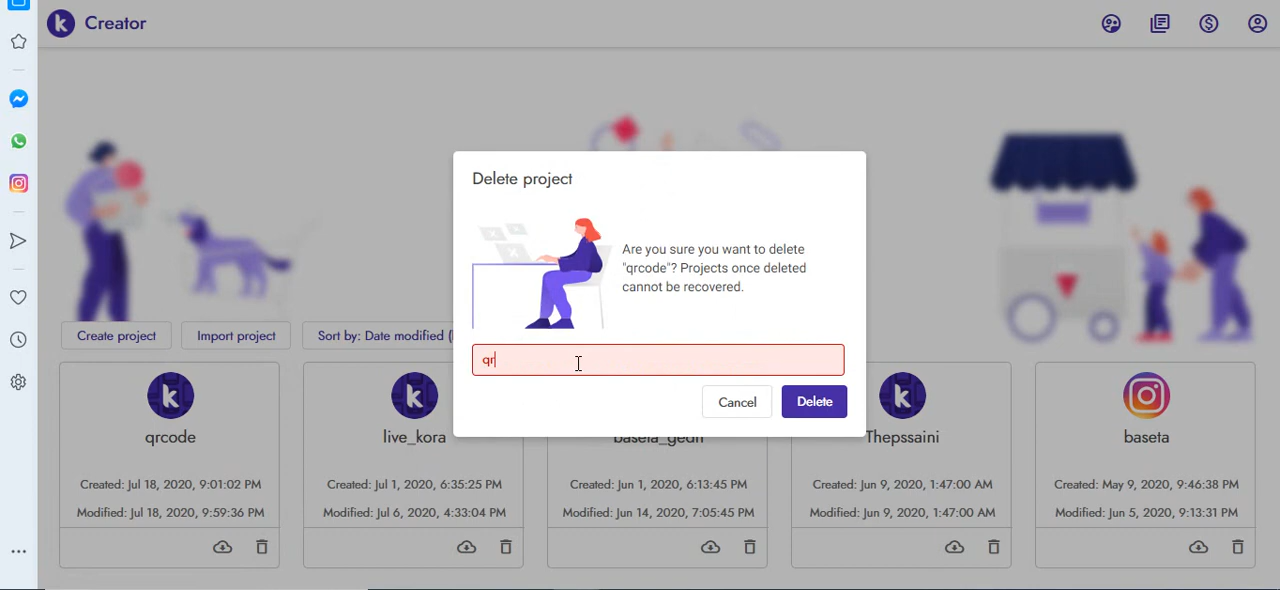 Creator
Delete project
Are you sure you want to delete
"qrcode"? Projects once deleted
cannot be recovered.
qr
Cancel
Delete
Create project
Import project
Sort by: Date modified (
qrcode
Created: Jul 18, 2020, 9:01:02 PM
Modified: Jul 18, 2020, 9:59:36 PM
live_kora
Created: Jul 1, 2020, 6:35:25 PM
Modified: Jul 6, 2020, 4:33:04 PM
Created: Jun 1, 2020, 6:13:45 PM
Modified: Jun 14, 2020, 7:05:45 PM
Thepssaini
Created: Jun 9, 2020, 1:47:00 AM
Modified: Jun 9, 2020, 1:47:00 AM
baseta
Created: May 9, 2020, 9:46:38 PM
Modified: Jun 5, 2020, 9:13:31 PM